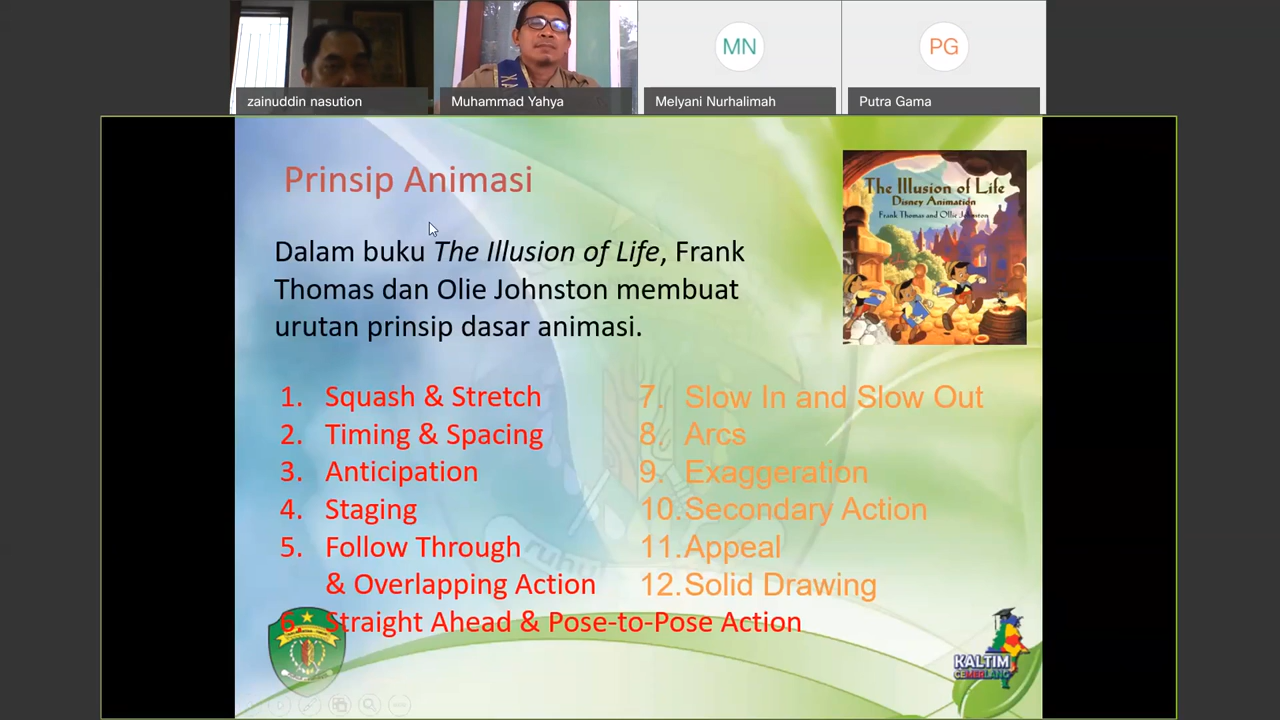 MN
PG
zainuddin nasution
Muhammad Yahya
Melyani Nurhalimah
Putra Gama
Prinsip Animasi
The Illusion of Life
Disney Animation
Frank Thomas and Ollie Johnston
Dalam buku The Illusion of Life, Frank
Thomas dan Olie Johnston membuat
urutan prinsip dasar animasi.
1. Squash & Stretch
2. Timing & Spacing
3. Anticipation
4. Staging
5. Follow Through
& Overlapping Action
6. Straight Ahead & Pose-to-Pose Action
7. Slow In and Slow Out
8. Arcs
9. Exaggeration
10. Secondary Action
11. Appeal
12. Solid Drawing
KALTIM
CEMERLANG